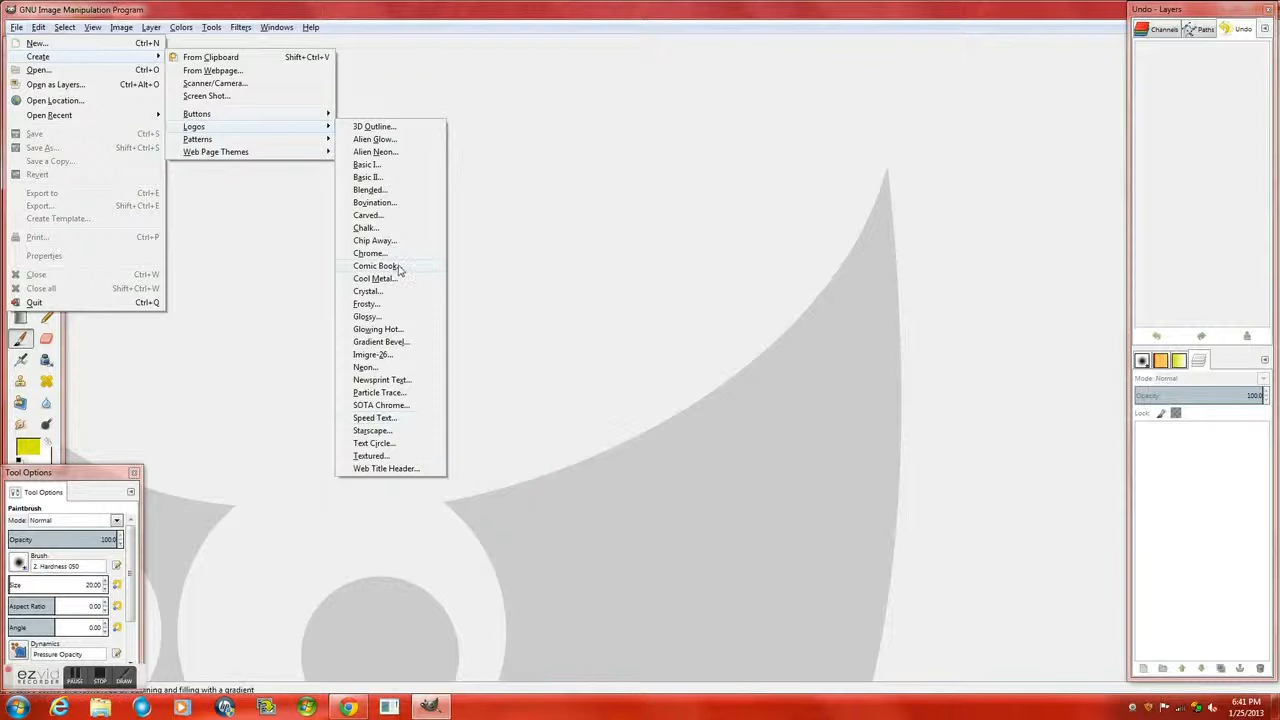 GNU Image Manipulation Program
File Edit Select View Image Layer Colors Tools Filters Windows Help
New... Ctrl+N
Create
Open... Ctrl+O
Open as Layers... Ctrl+Alt+O
Open Location...
Open Recent
Save Ctrl+S
Save As... Shift+Ctrl+S
Save a Copy...
Revert
Export to Ctrl+E
Export... Shift+Ctrl+E
Create Template...
Print... Ctrl+P
Properties
Close Ctrl+W
Close all Shift+Ctrl+W
Quit Ctrl+Q
From Clipboard Shift+Ctrl+V
From Webpage...
Scanner/Camera...
Screen Shot...
Buttons
Logos
Patterns
Web Page Themes
3D Outline...
Alien Glow...
Alien Neon...
Basic I...
Basic II...
Blended...
Bovination...
Carved...
Chalk...
Chip Away...
Chrome...
Comic Book
Cool Metal...
Crystal...
Frosty...
Glossy...
Glowing Hot...
Gradient Bevel...
Imigre-26...
Neon...
Newsprint Text...
Particle Trace...
SOTA Chrome...
Speed Text...
Starscape...
Text Circle...
Textured...
Web Title Header...
Tool Options
Tool Options
Paintbrush
Mode: Normal
Opacity 100.0
Brush
2. Hardness 050
Size 20.00
Aspect Ratio 0.00
Angle 0.00
Dynamics
Pressure Opacity
ezvid
RECORDER
PAUSE STOP DRAW
and filling with a gradient
Undo - Layers
Channels Paths Undo
Mode: Normal
Opacity 100.0
Lock:
6:41 PM
1/25/2013